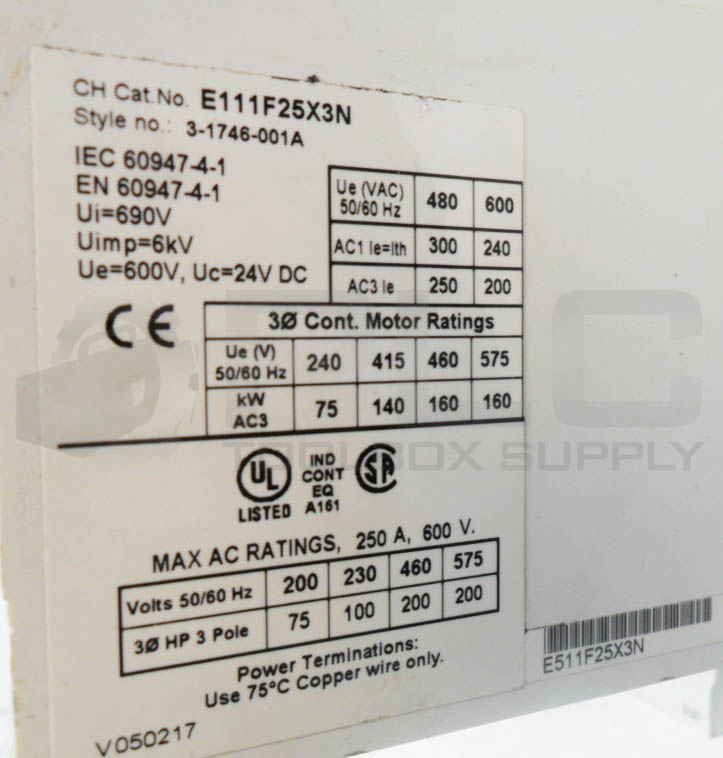 CH Cat.No. E111F25X3N
Style no.: 3-1746-001A
IEC 60947-4-1
EN 60947-4-1
Ui=690V
Uimp=6kV
Ue=600V, Uc=24V DC
Ue (VAC) 50/60 Hz 480 600
AC1 Ie=Ith 300 240
AC3 Ie 250 200
CE
3Ø Cont. Motor Ratings
Ue (V) 50/60 Hz 240 415 460 575
kW AC3 75 140 160 160
UL
LISTED
IND
CONT
EQ
A161
SA
MAX AC RATINGS, 250 A, 600 V.
Volts 50/60 Hz 200 230 460 575
3Ø HP 3 Pole 75 100 200 200
Power Terminations:
Use 75°C Copper wire only.
V050217
E511F25X3N
PLC
TOOLBOX SUPPLY